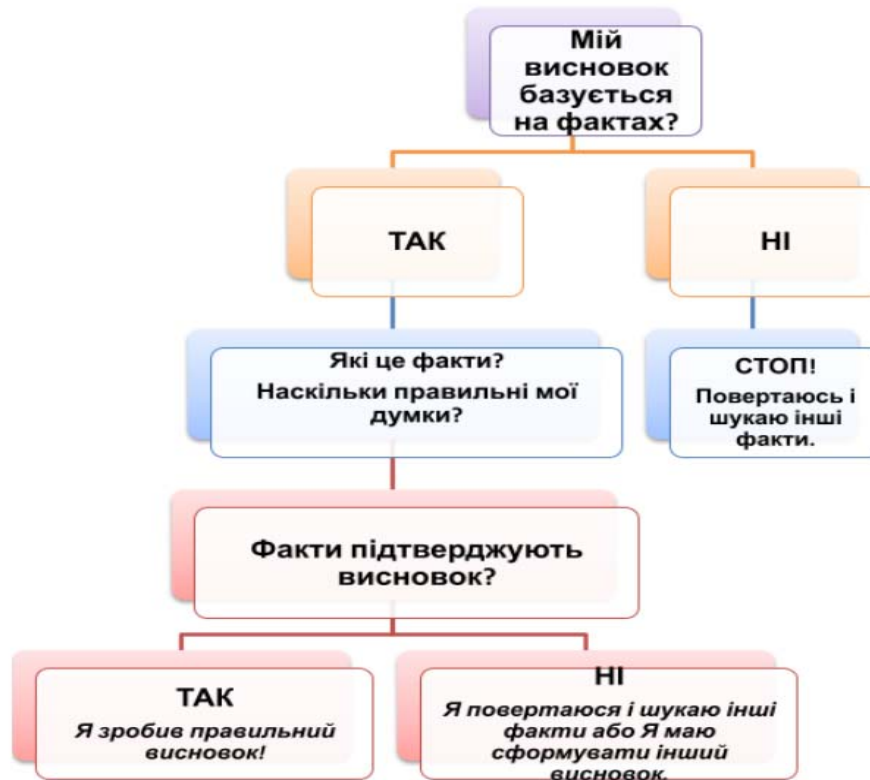 Мій
висновок
базується
на фактах?
ТАК
НІ
Які це факти?
Наскільки правильні мої
думки?
СТОП!
Повертаюсь і
шукаю інші
факти.
Факти підтверджують
висновок?
ТАК
Я зробив правильний
висновок!
НІ
Я повертаюся і шукаю інші
факти або Я маю
сформувати інший
висновок.